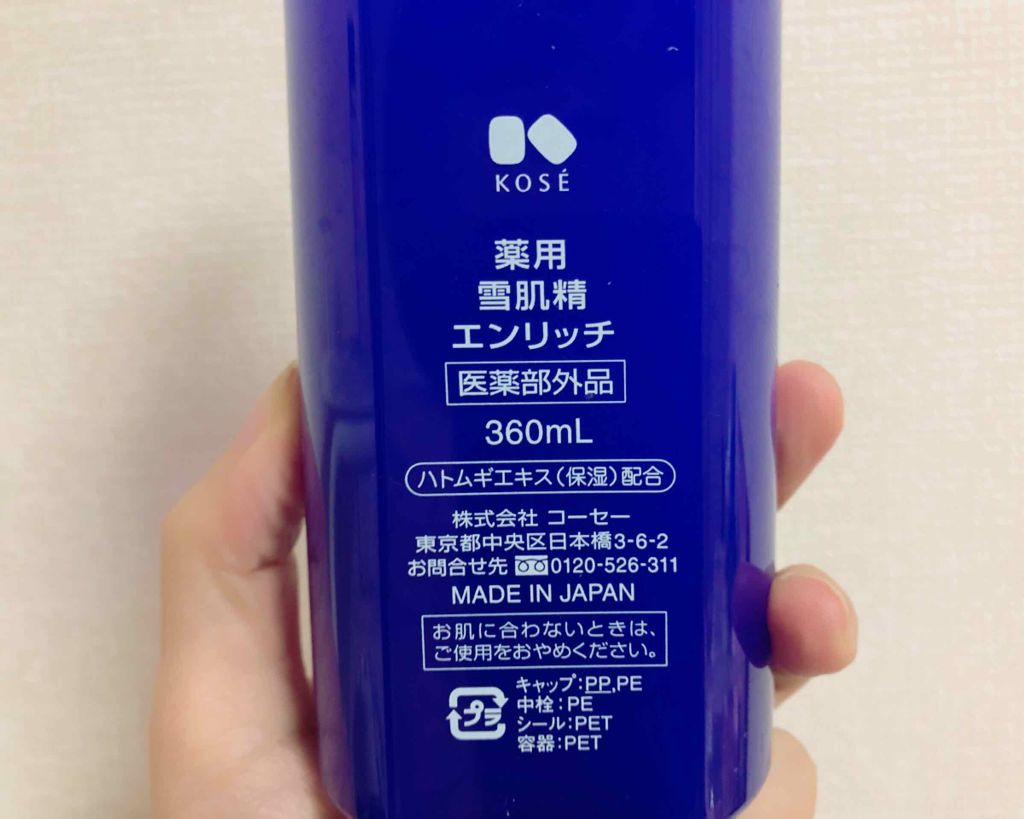 KOSÉ
薬用
雪肌精
エンリッチ
医薬部外品
360mL
ハトムギエキス(保湿)配合
株式会社 コーセー
東京都中央区日本橋3-6-2
お問合せ先 0120-526-311
MADE IN JAPAN
お肌に合わないときは、
ご使用をおやめください。
プラ
キャップ:PP,PE
中栓:PE
シール:PET
容器:PET